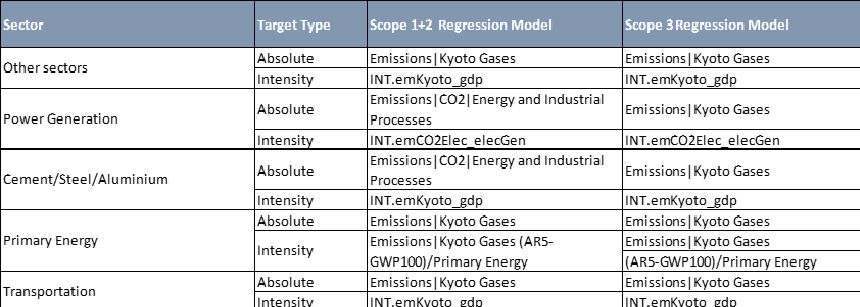 Sector Target Type Scope 1+2 Regression Model Scope 3Regression Model
Other sectors
Absolute Emissions|Kyoto Gases Emissions|Kyoto Gases
Intensity INT.emKyoto_gdp INT.emKyoto_gdp
Power Generation
Absolute Emissions|CO2|Energy and Industrial
Processes
Emissions|Kyoto Gases
Intensity INT.emCO2Elec_elecGen INT.emCO2Elec_elecGen
Cement/Steel/Aluminium
Absolute Emissions|CO2|Energy and Industrial
Processes
Emissions|Kyoto Gases
Intensity INT.emKyoto_gdp INT.emKyoto_gdp
Primary Energy
Absolute Emissions|Kyoto Gases Emissions|Kyoto Gases
Intensity Emissions|Kyoto Gases (AR5-
GWP100)/Primary Energy
Emissions|Kyoto Gases
(AR5-GWP100)/Primary Energy
Transportation
Absolute Emissions|Kyoto Gases Emissions|Kyoto Gases
Intensity INT.emKyoto_gdp INT.emKyoto_gdp